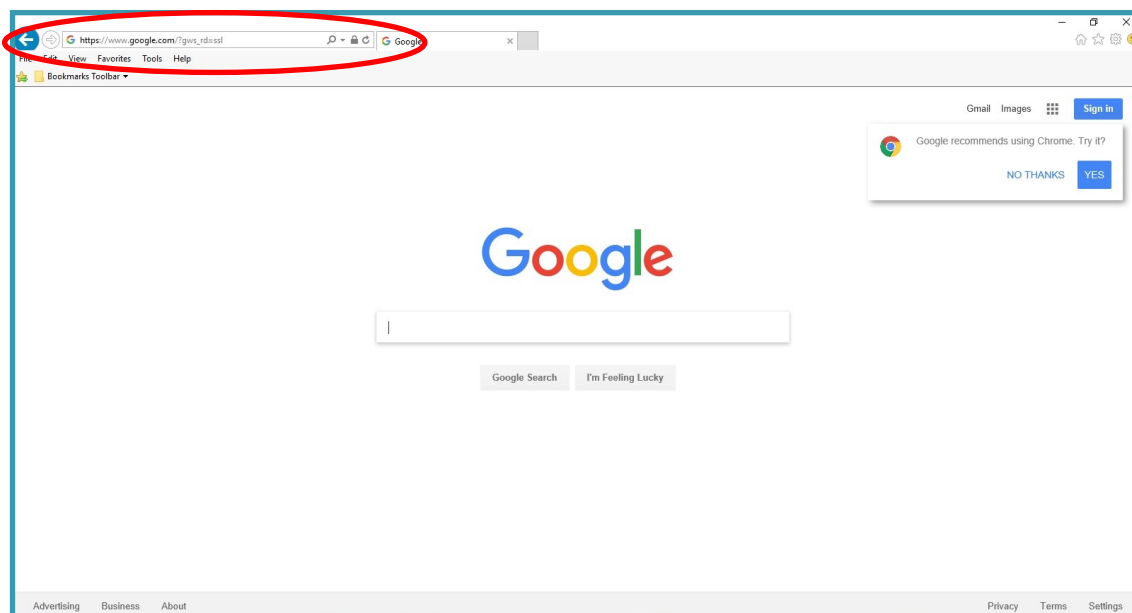 https://www.google.com/?gws_rd=ssl Google
File Edit View Favorites Tools Help
Bookmarks Toolbar
Gmail Images Sign in
Google recommends using Chrome. Try it?
NO THANKS YES
Google
Google Search I'm Feeling Lucky
Advertising Business About Privacy Terms Settings